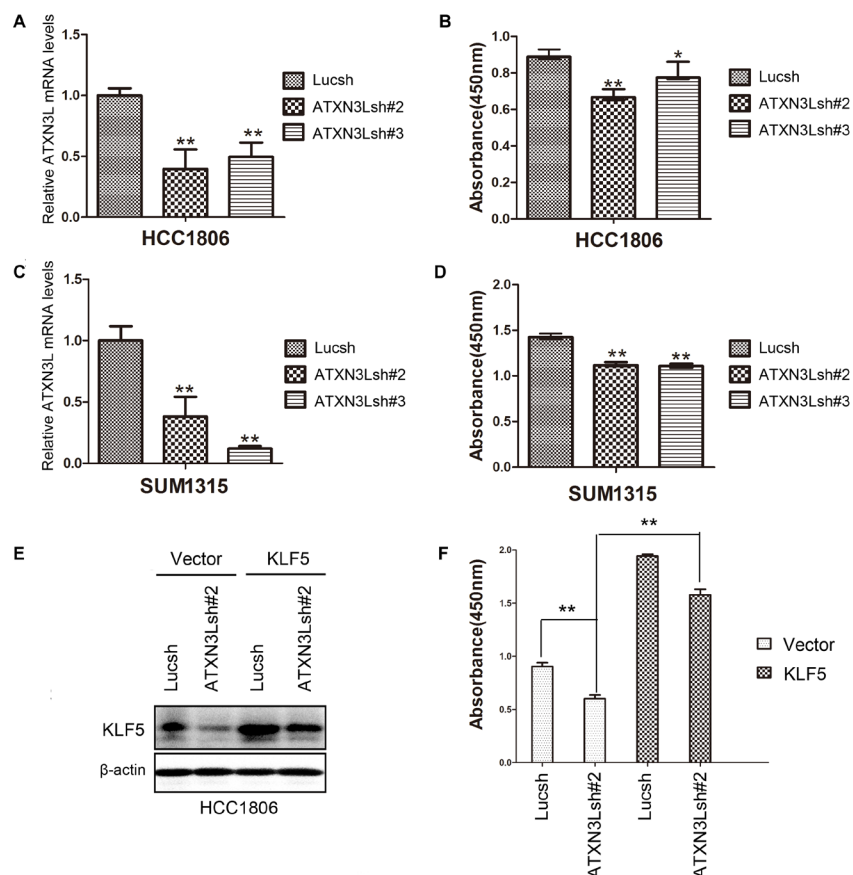 A
Relative ATXN3L mRNA levels
1.5
1.0
0.5
0.0
**
**
HCC1806
Lucsh
ATXN3Lsh#2
ATXN3Lsh#3
B
Absorbance(450nm)
1.0
0.8
0.6
0.4
0.2
0.0
**
*
HCC1806
Lucsh
ATXN3Lsh#2
ATXN3Lsh#3
C
Relative ATXN3L mRNA levels
1.5
1.0
0.5
0.0
**
**
SUM1315
Lucsh
ATXN3Lsh#2
ATXN3Lsh#3
D
Absorbance(450nm)
2.0
1.5
1.0
0.5
0.0
**
**
SUM1315
Lucsh
ATXN3Lsh#2
ATXN3Lsh#3
E
Vector
KLF5
Lucsh
ATXN3Lsh#2
Lucsh
ATXN3Lsh#2
KLF5
β-actin
HCC1806
F
Absorbance(450nm)
2.0
1.5
1.0
0.5
0.0
**
**
Lucsh
ATXN3Lsh#2
Lucsh
ATXN3Lsh#2
Vector
KLF5